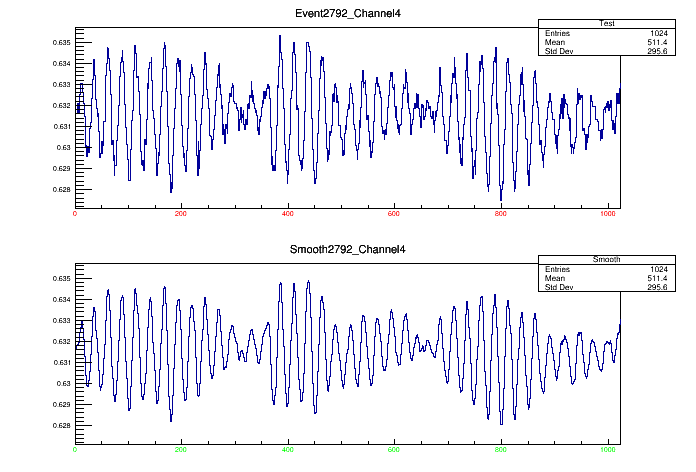 Event2792_Channel4
Test
Entries 1024
Mean 511.4
Std Dev 295.6
0.635
0.634
0.633
0.632
0.631
0.63
0.629
0.628
0 200 400 600 800 1000
Smooth2792_Channel4
Smooth
Entries 1024
Mean 511.4
Std Dev 295.6
0.635
0.634
0.633
0.632
0.631
0.63
0.629
0.628
0 200 400 600 800 1000